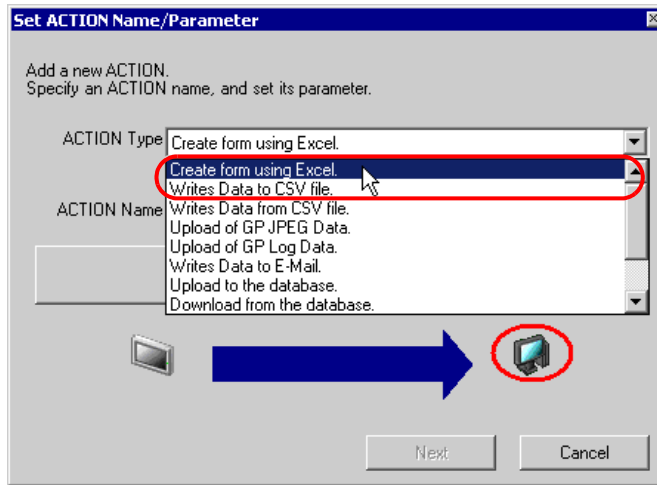 Set ACTION Name/Parameter
Add a new ACTION.
Specify an ACTION name, and set its parameter.
ACTION Type Create form using Excel.
Create form using Excel.
Writes Data to CSV file.
ACTION Name Writes Data from CSV file.
Upload of GP JPEG Data.
Upload of GP Log Data.
Writes Data to E-Mail.
Upload to the database.
Download from the database.
Next Cancel